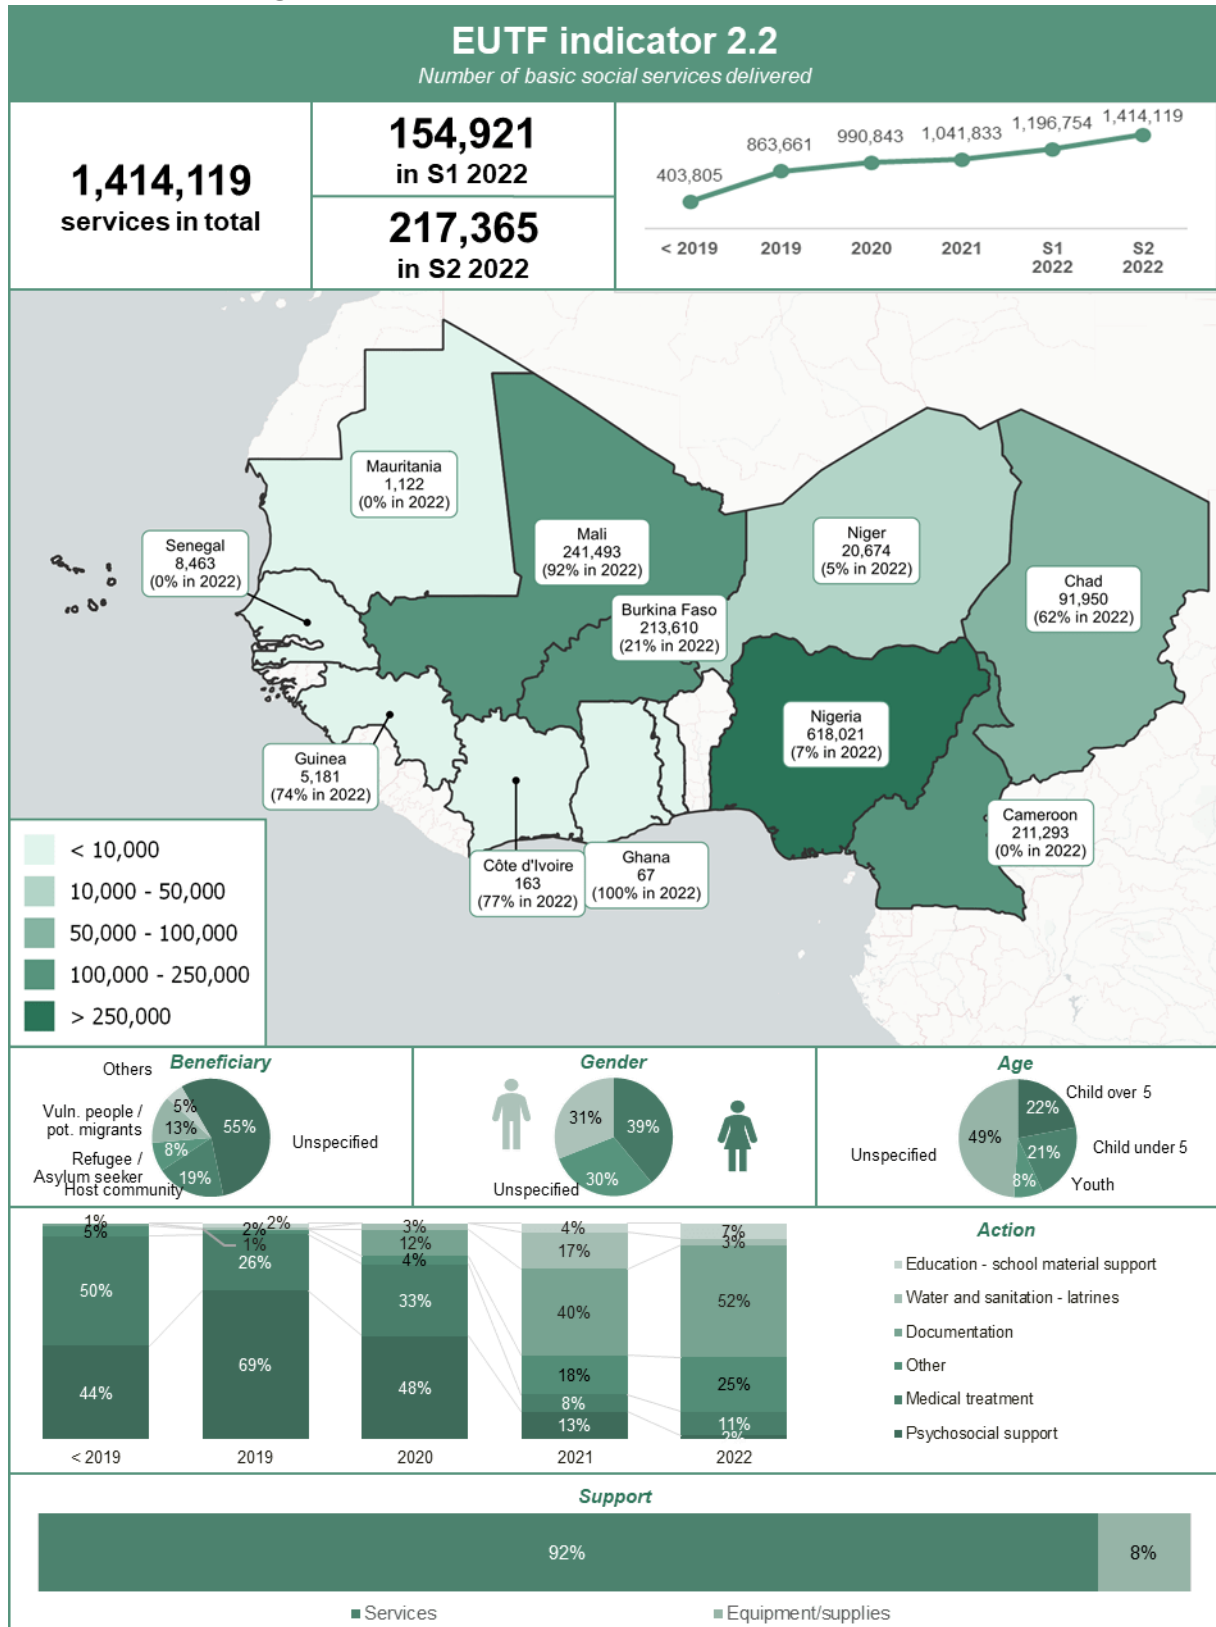 EUTF indicator 2.2
Number of basic social services delivered
1,414,119
services in total
154,921
in S1 2022
217,365
in S2 2022
403,805
863,661
990,843
1,041,833
1,196,754
1,414,119
< 2019
2019
2020
2021
S1
2022
S2
2022
Mauritania
1,122
(0% in 2022)
Senegal
8,463
(0% in 2022)
Mali
241,493
(92% in 2022)
Niger
20,674
(5% in 2022)
Chad
91,950
(62% in 2022)
Burkina Faso
213,610
(21% in 2022)
Nigeria
618,021
(7% in 2022)
Guinea
5,181
(74% in 2022)
Cameroon
211,293
(0% in 2022)
Côte d'Ivoire
163
(77% in 2022)
Ghana
67
(100% in 2022)
< 10,000
10,000 - 50,000
50,000 - 100,000
100,000 - 250,000
> 250,000
Beneficiary
Others
Vuln. people /
pot. migrants
Refugee /
Asylum seeker
Host community
Unspecified
5%
13%
8%
19%
55%
Gender
31%
39%
30%
Unspecified
Age
Child over 5
22%
Child under 5
21%
Youth
8%
Unspecified
49%
1%
5%
50%
44%
2%
2%
1%
26%
69%
3%
12%
4%
33%
48%
4%
17%
40%
18%
8%
13%
7%
3%
52%
25%
11%
2%
< 2019
2019
2020
2021
2022
Action
Education - school material support
Water and sanitation - latrines
Documentation
Other
Medical treatment
Psychosocial support
Support
92%
8%
Services
Equipment/supplies